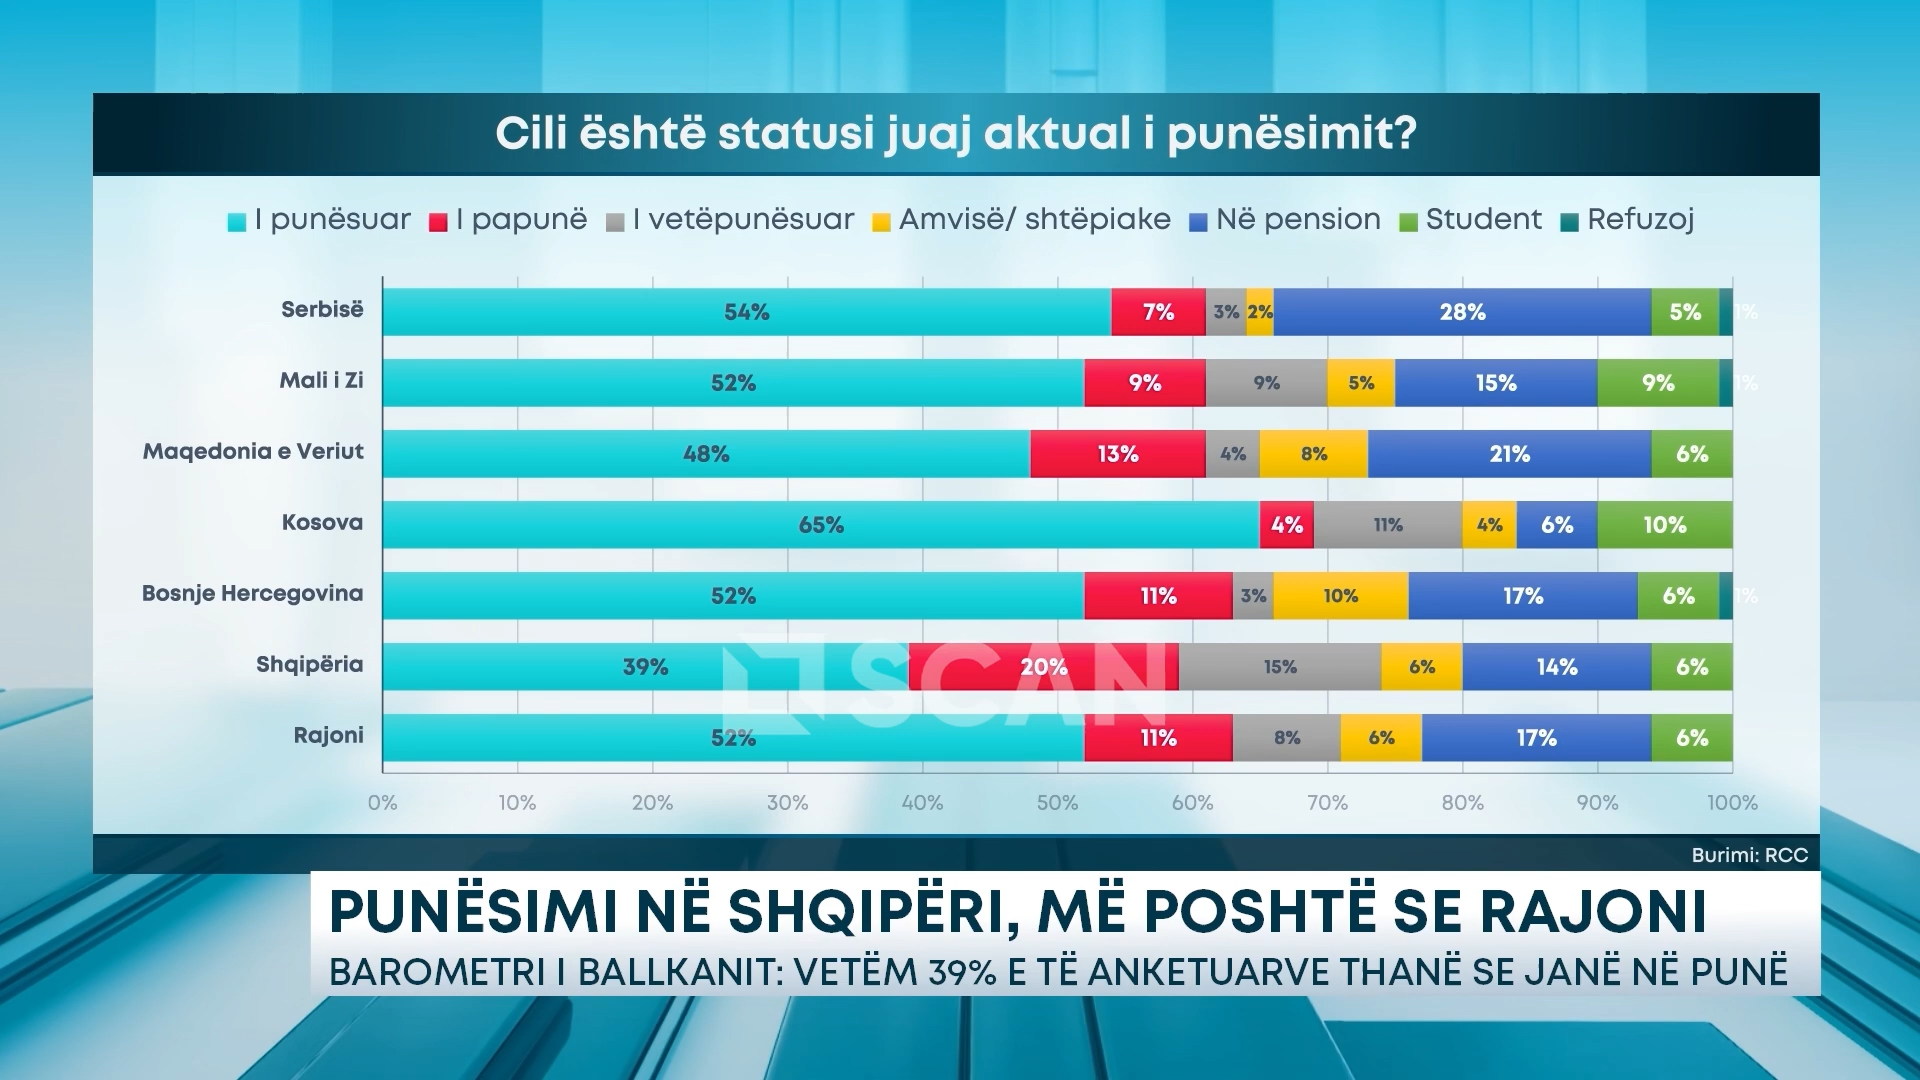 Cili është statusi juaj aktual i punësimit?
I punësuar I papunë I vetëpunësuar Amvisë/ shtëpiake Në pension Student Refuzoj
Serbisë 54% 7% 3% 2% 28% 5% 1%
Mali i Zi 52% 9% 9% 5% 15% 9% 1%
Maqedonia e Veriut 48% 13% 4% 8% 21% 6%
Kosova 65% 4% 11% 4% 6% 10%
Bosnje Hercegovina 52% 11% 3% 10% 17% 6% 1%
Shqipëria 39% 20% 15% 6% 14% 6%
SCAN
Rajoni 52% 11% 8% 6% 17% 6%
0% 10% 20% 30% 40% 50% 60% 70% 80% 90% 100%
Burimi: RCC
PUNËSIMI NË SHQIPËRI, MË POSHTË SE RAJONI
BAROMETRI I BALLKANIT: VETËM 39% E TË ANKETUARVE THANË SE JANË NË PUNË